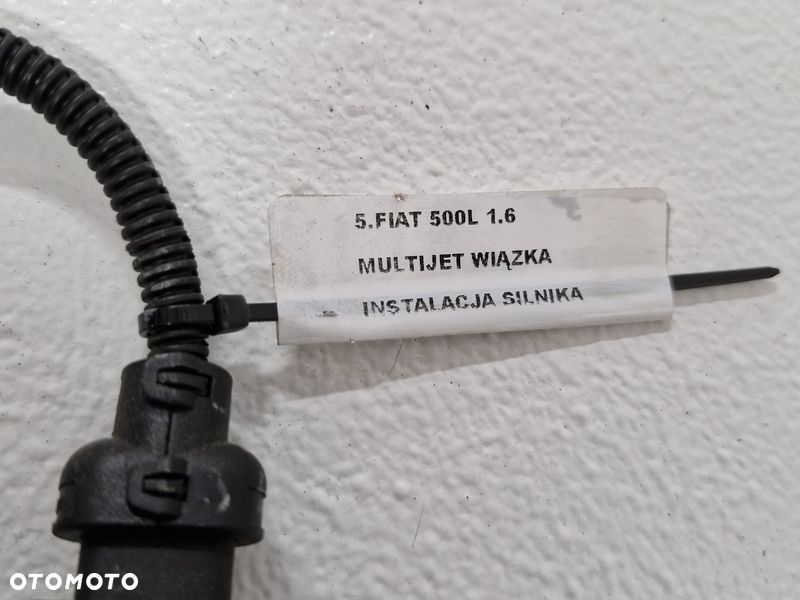 5.FIAT 500L 1.6
MULTIJET WIĄZKA
INSTALACJA SILNIKA
OTOMOTO